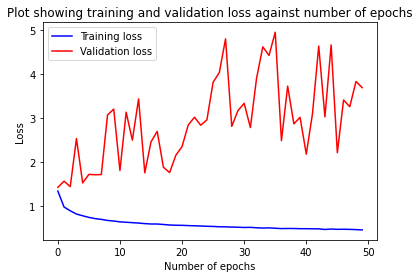 Plot showing training and validation loss against number of epochs
Training loss
Validation loss
5
4
3
2
1
Loss
0 10 20 30 40 50
Number of epochs